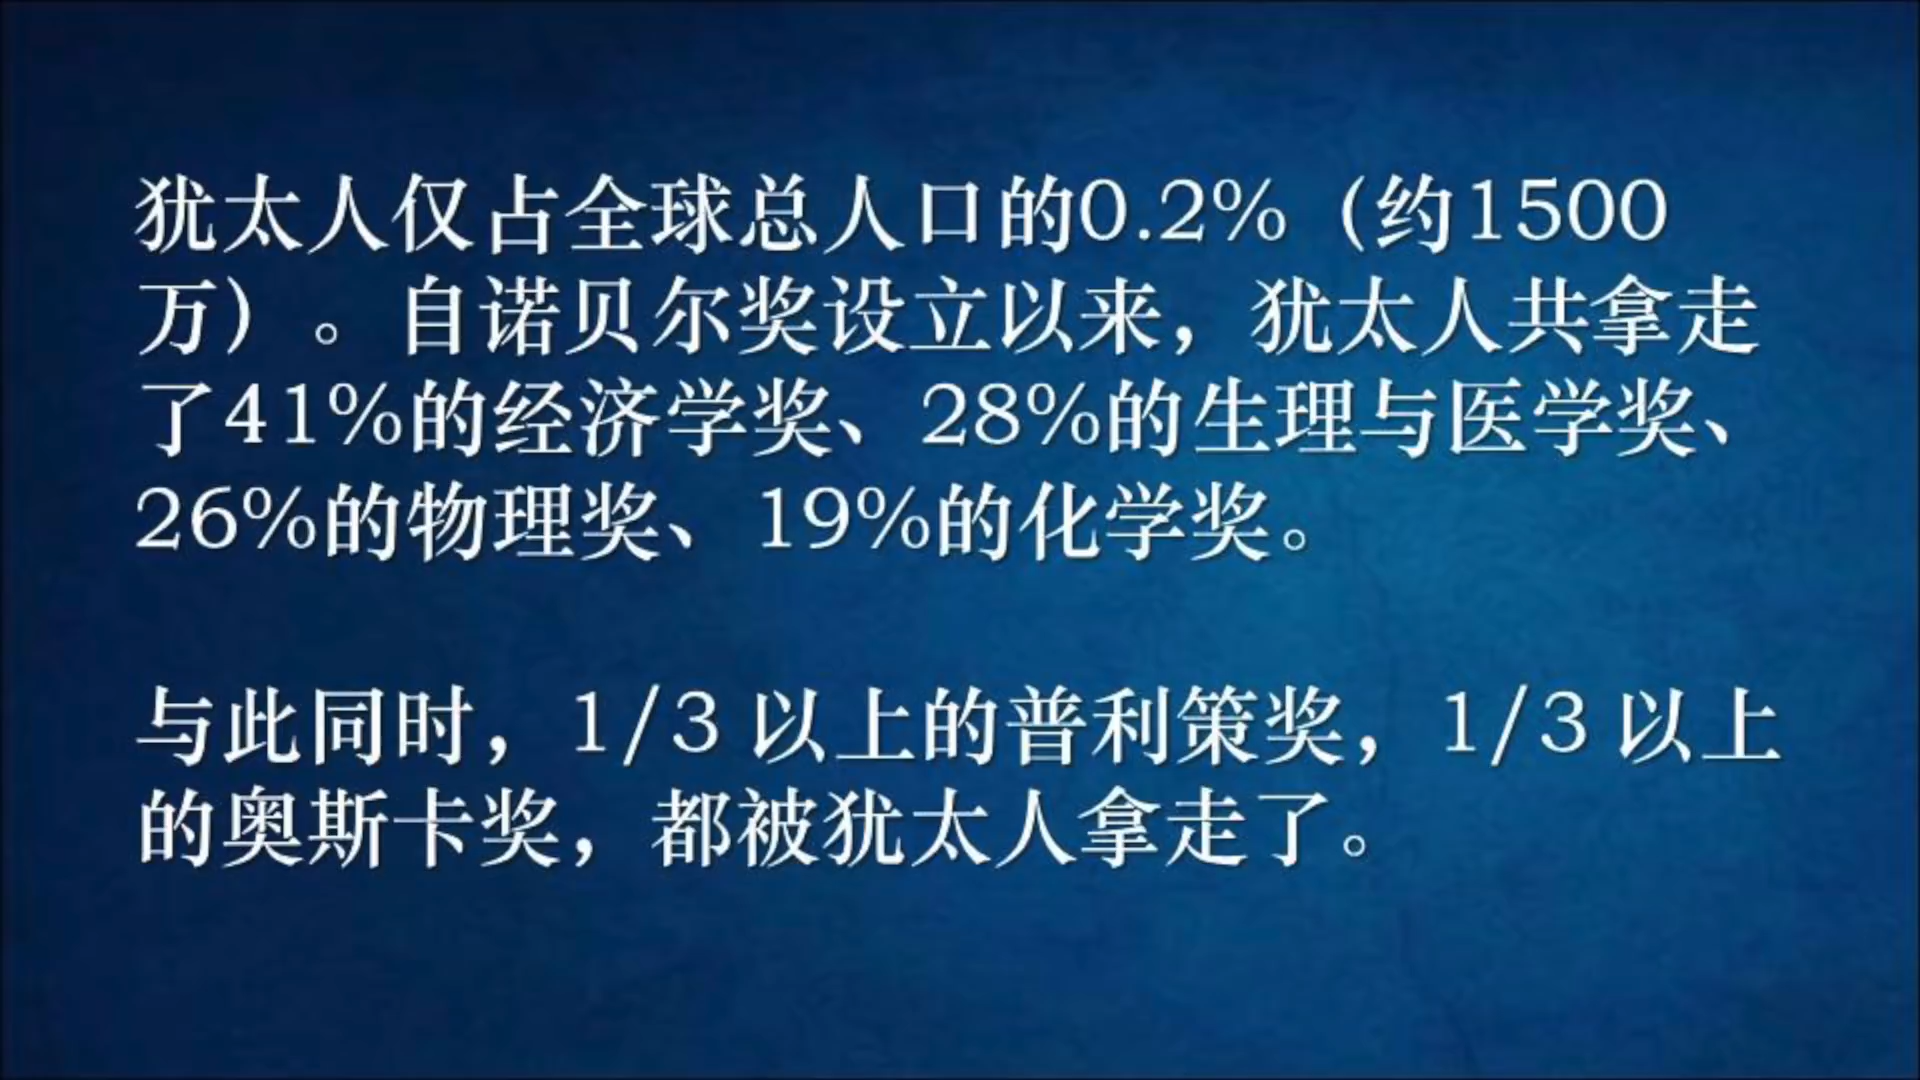 犹太人仅占全球总人口的0.2%（约1500
万）。自诺贝尔奖设立以来，犹太人共拿走
了41%的经济学奖、28%的生理与医学奖、
26%的物理奖、19%的化学奖。
与此同时，1/3 以上的普利策奖，1/3 以上
的奥斯卡奖，都被犹太人拿走了。